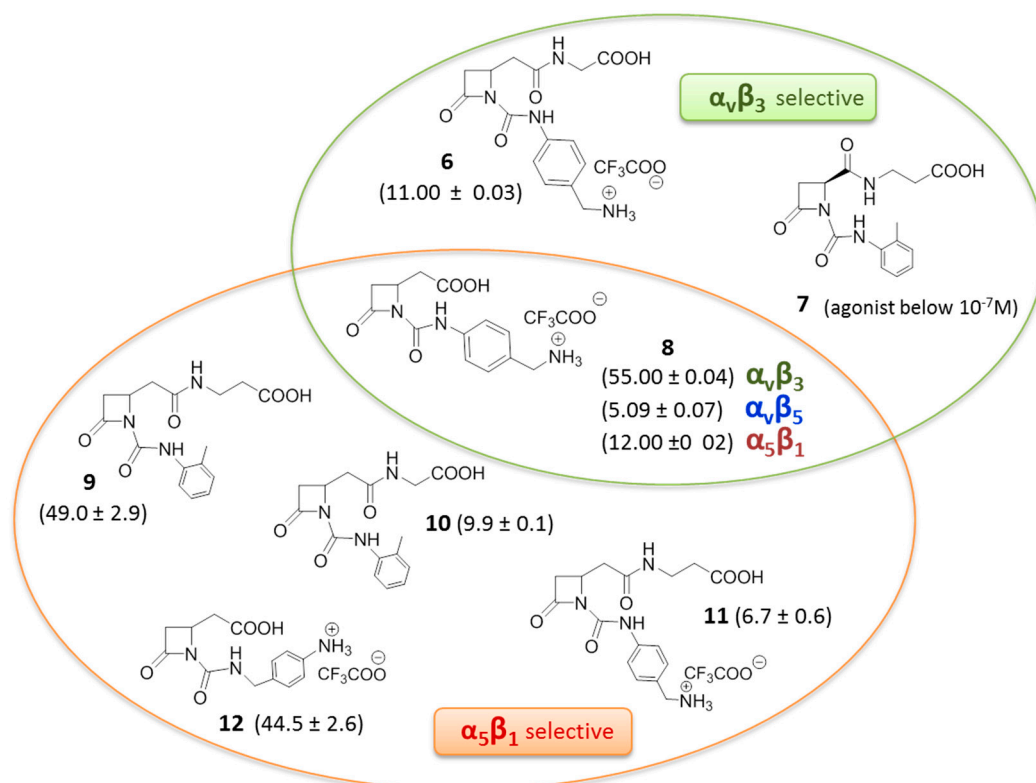 H
N
COOH
O
N
O
NH
O
6
(11.00 ± 0.03)
CF₃COO⊖
⊕
NH₃
αᵥβ₃ selective
O
COOH
N
H
N
O
NH
O
7 (agonist below 10⁻⁷M)
COOH
N
O
NH
O
CF₃COO⊖
⊕
NH₃
8
(55.00 ± 0.04) αᵥβ₃
(5.09 ± 0.07) αᵥβ₅
(12.00 ±0 02) α₅β₁
H
N
COOH
O
N
O
NH
O
9
(49.0 ± 2.9)
H
N
COOH
O
N
O
NH
O
10 (9.9 ± 0.1)
H
N
COOH
O
N
O
NH
O
11 (6.7 ± 0.6)
CF₃COO⊖
⊕
NH₃
COOH
N
O
NH
O
⊕
NH₃
CF₃COO⊖
12 (44.5 ± 2.6)
α₅β₁ selective